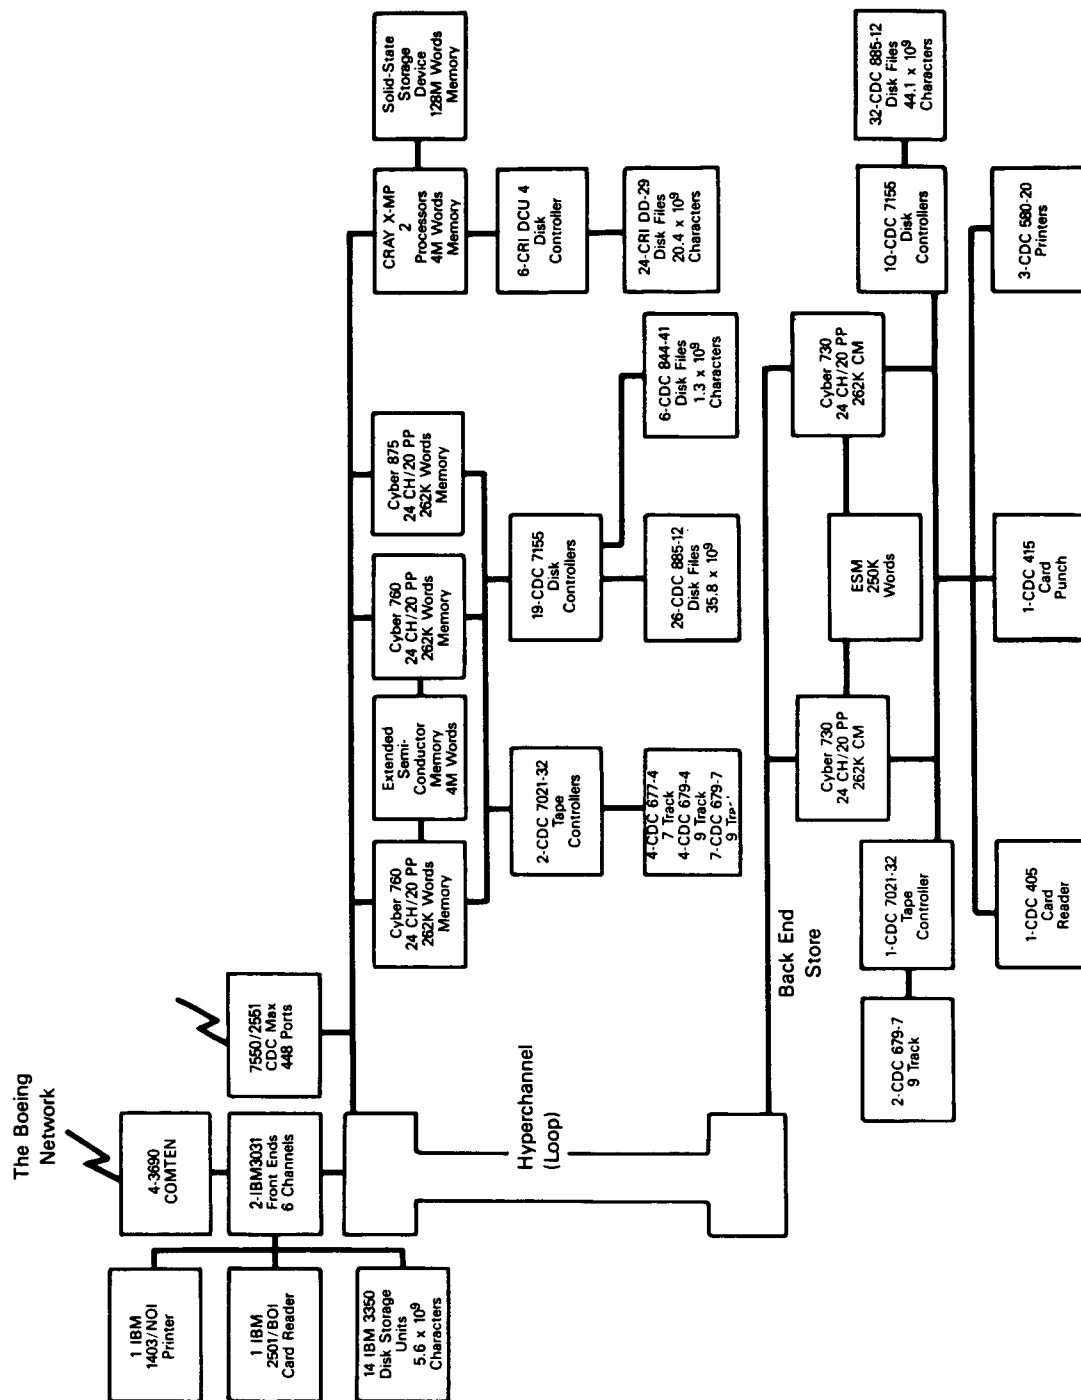 The Boeing
Network
4-3690
COMTEN
7550/2551
CDC Max
448 Ports
1 IBM
1403/NOI
Printer
2-IBM3031
Front Ends
6 Channels
1 IBM
2501/BOI
Card Reader
14 IBM 3350
Disk Storage
Units
5.6 x 10⁹
Characters
Cyber 760
24 CH/20 PP
262K Words
Memory
Extended
Semi-
Conductor
Memory
4M Words
Cyber 760
24 CH/20 PP
262K Words
Memory
Cyber 875
24 CH/20 PP
262K Words
Memory
CRAY X-MP
2
Processors
4M Words
Memory
Solid-State
Storage
Device
128M Words
Memory
2-CDC 7021-32
Tape
Controllers
19-CDC 7155
Disk
Controllers
6-CRI DCU 4
Disk
Controller
4-CDC 677-4
7 Track
4-CDC 679-4
9 Track
7-CDC 679-7
9
26-CDC 885-12
Disk Files
35.8 x 10⁹
6-CDC 844-41
Disk Files
1.3 x 10⁹
Characters
24-CRI DD-29
Disk Files
20.4 x 10⁹
Characters
Hyperchannel
(Loop)
Back End
Store
Cyber 730
24 CH/20 PP
262K CM
ESM
250K
Words
Cyber 730
24 CH/20 PP
262K CM
2-CDC 679-7
9 Track
1-CDC 7021-32
Tape
Controller
1Q-CDC 7155
Disk
Controllers
32-CDC 885-12
Disk Files
44.1 x 10⁹
Characters
1-CDC 405
Card
Reader
1-CDC 415
Card
Punch
3-CDC 580-20
Printers